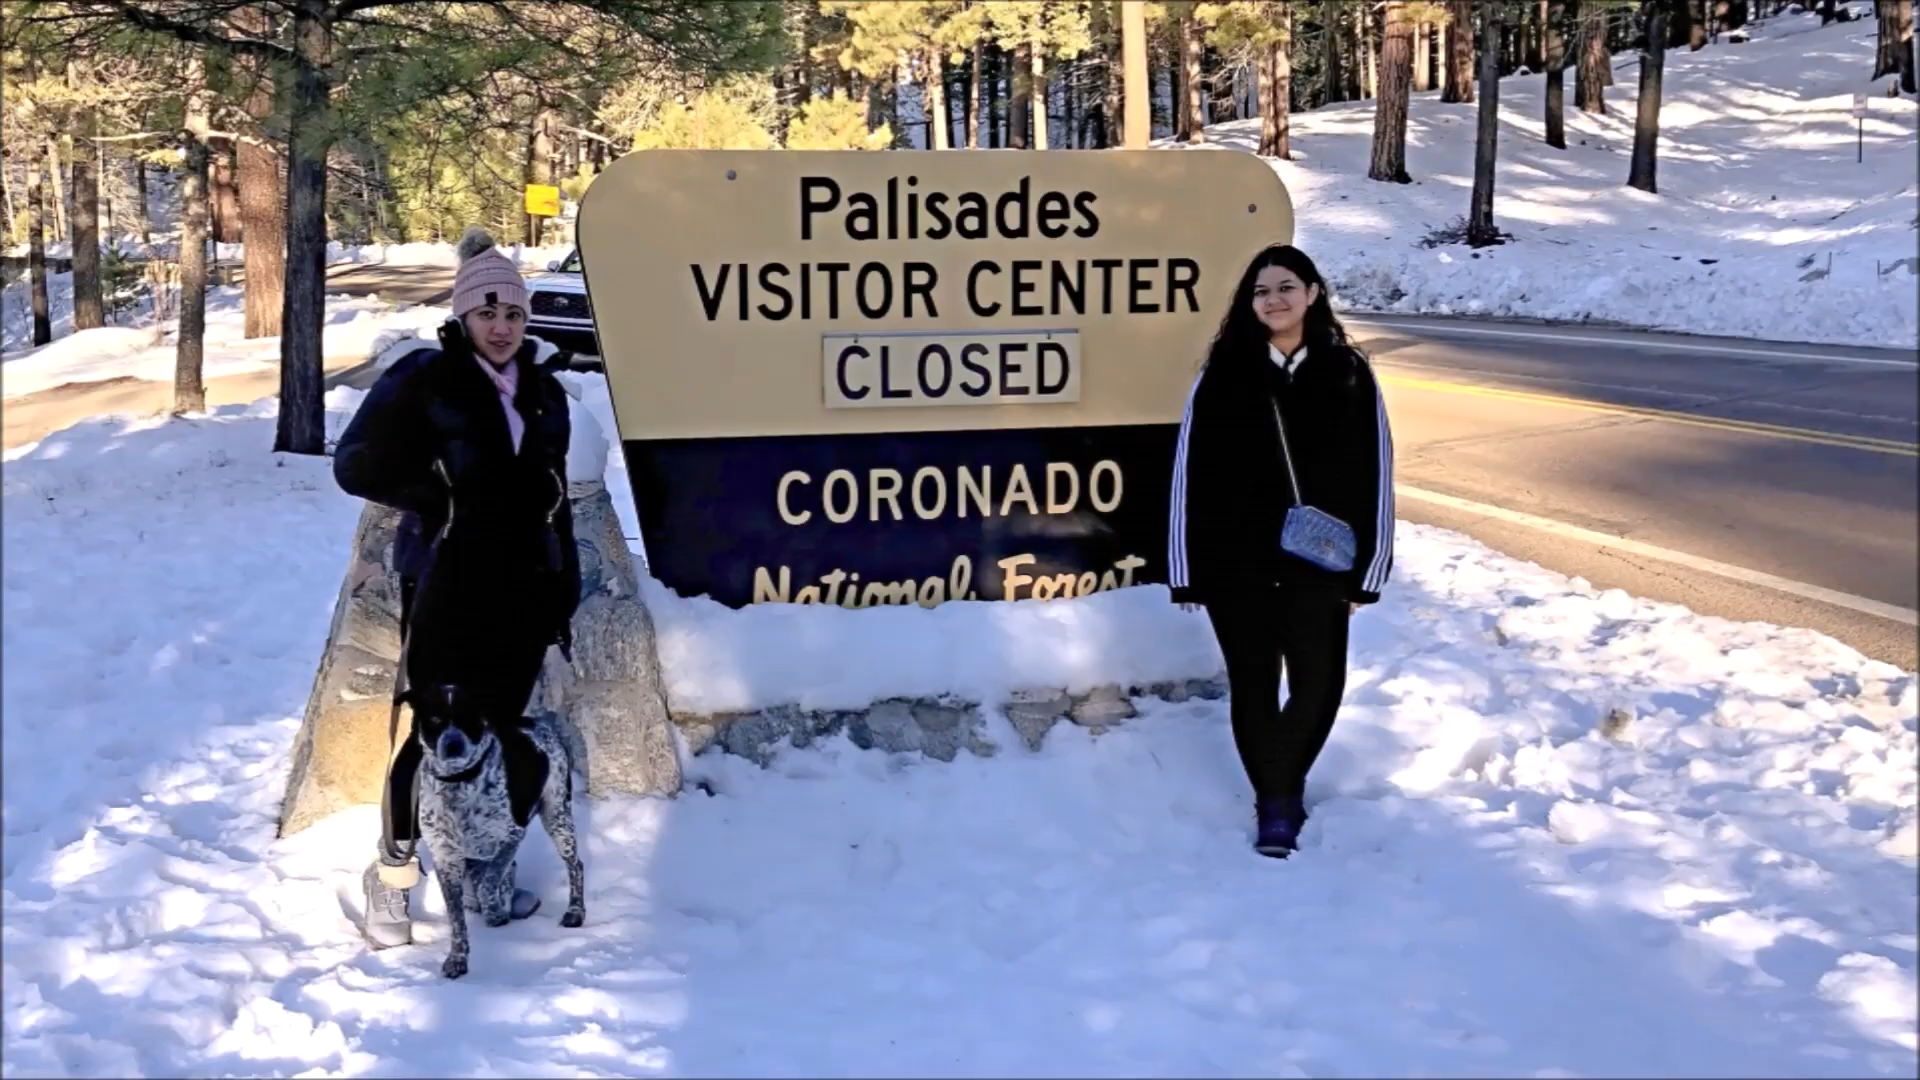 Palisades
VISITOR CENTER
CLOSED
CORONADO
National Forest